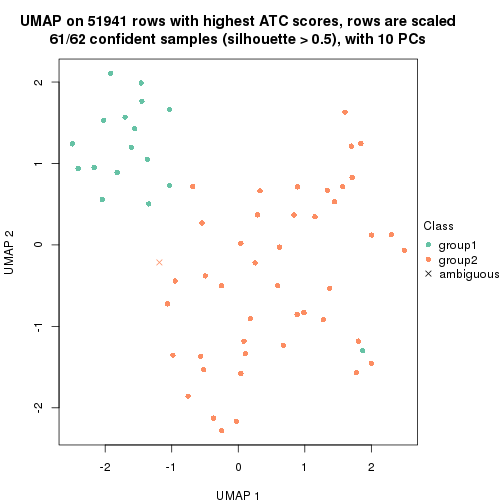 UMAP on 51941 rows with highest ATC scores, rows are scaled
61/62 confident samples (silhouette > 0.5), with 10 PCs
2
1
0
-1
-2
UMAP 2
-2
-1
0
1
2
UMAP 1
Class
group1
group2
ambiguous